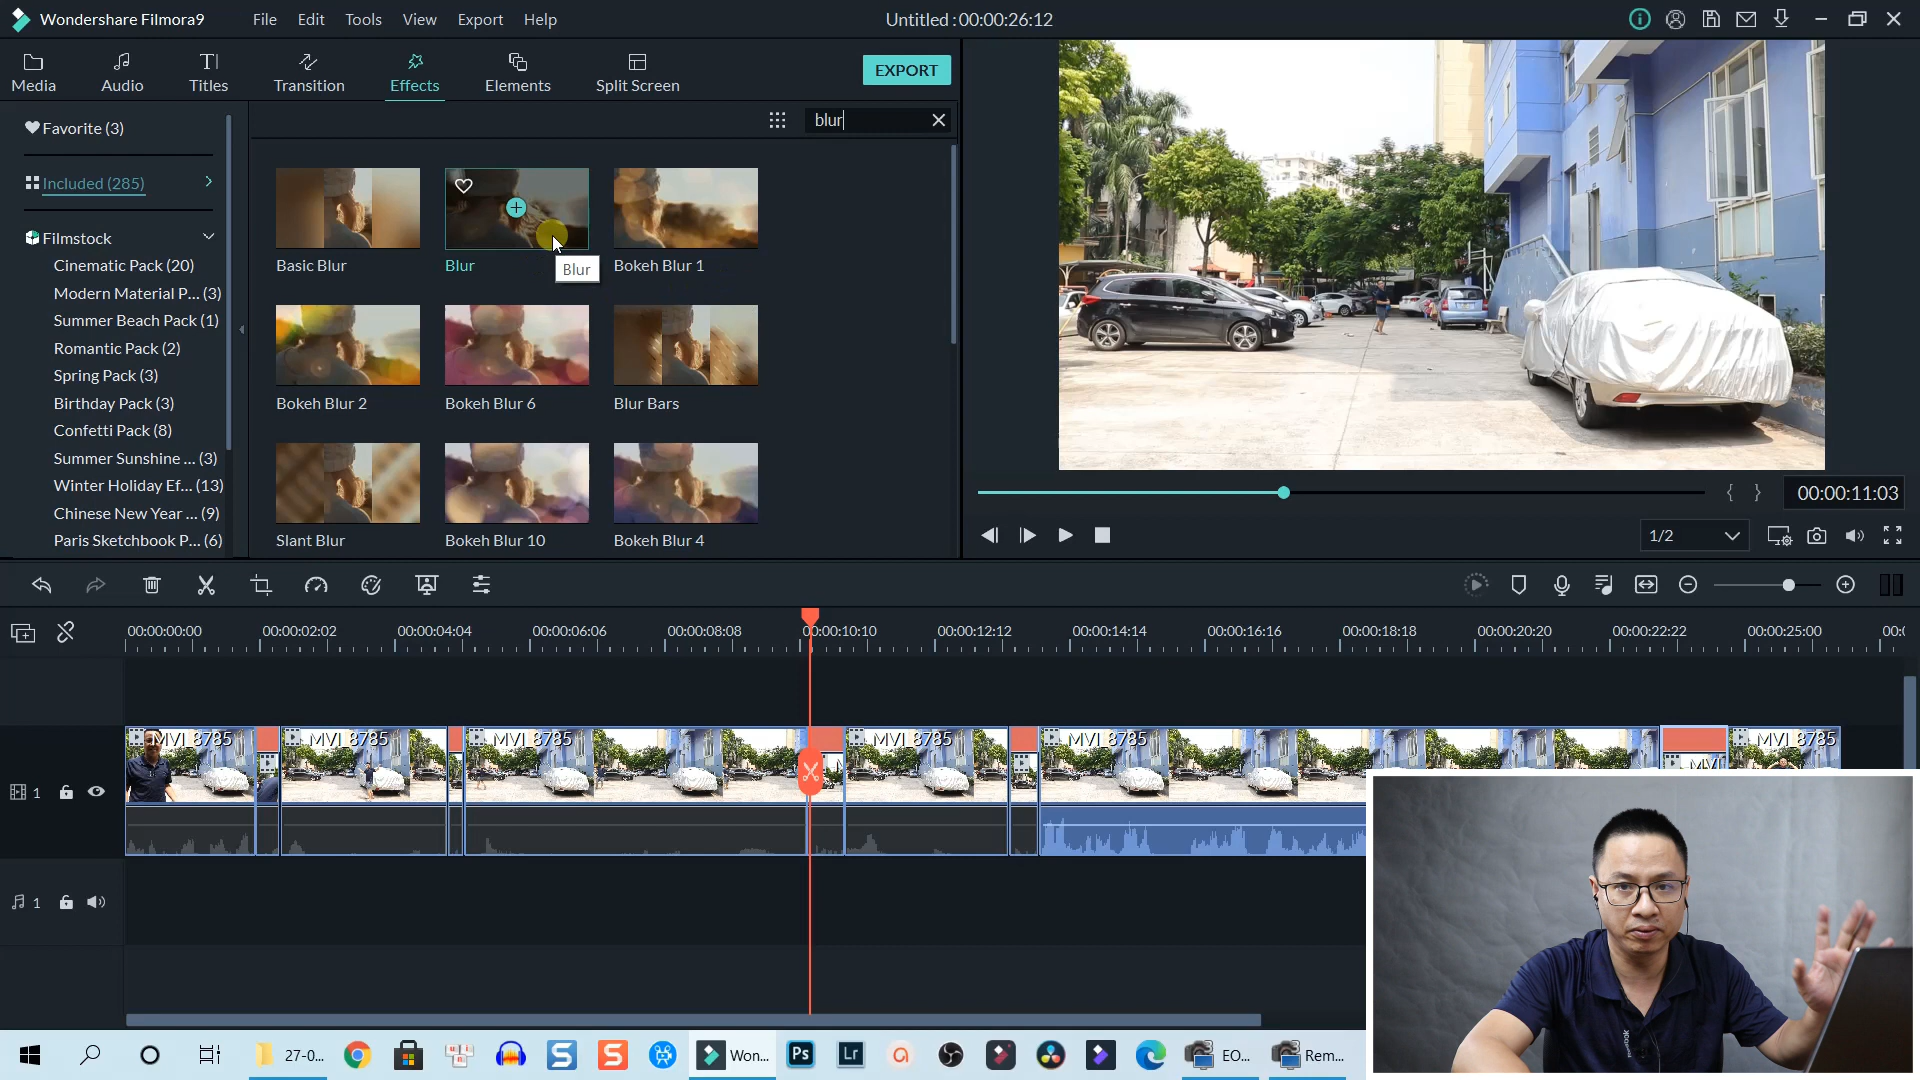 Wondershare Filmora9 File Edit Tools View Export Help Untitled : 00:00:26:12
Media Audio Titles Transition Effects Elements Split Screen EXPORT
Favorite (3)
Included (285)
Filmstock
Cinematic Pack (20)
Modern Material P... (3)
Summer Beach Pack (1)
Romantic Pack (2)
Spring Pack (3)
Birthday Pack (3)
Confetti Pack (8)
Summer Sunshine ... (3)
Winter Holiday Ef... (13)
Chinese New Year ... (9)
Paris Sketchbook P... (6)
blur
Basic Blur Blur Bokeh Blur 1
Blur
Bokeh Blur 2 Bokeh Blur 6 Blur Bars
Slant Blur Bokeh Blur 10 Bokeh Blur 4
{ } 00:00:11:03
1/2
00:00:00:00 00:00:02:02 00:00:04:04 00:00:06:06 00:00:08:08 00:00:10:10 00:00:12:12 00:00:14:14 00:00:16:16 00:00:18:18 00:00:20:20 00:00:22:22 00:00:25:00 00:(
MVI_8785 MVI_8785 MVI_8785 MVI_8785 MVI_8785 MVI MVI_8785
1
1
27-0... Won... Ps Lr EO... Rem...